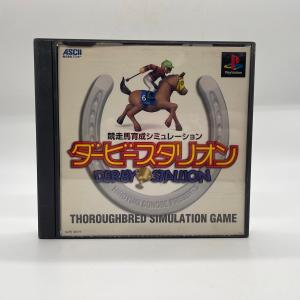 ASCII
PlayStation
競走馬育成シミュレーション
ダービースタリオン
DERBY STALLION
THOROUGHBRED SIMULATION GAME